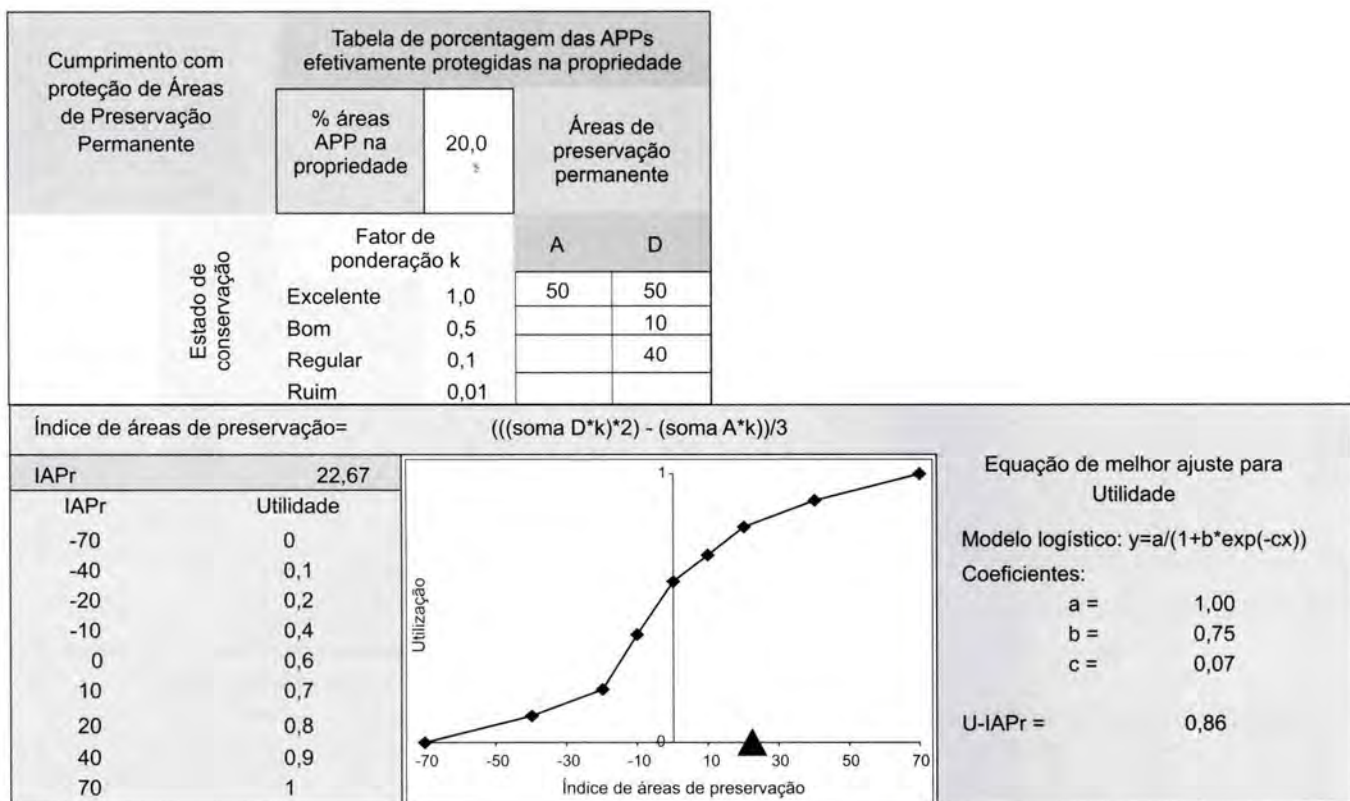 Cumprimento com
proteção de Áreas
de Preservação
Permanente
Tabela de porcentagem das APPs
efetivamente protegidas na propriedade
% áreas
APP na
propriedade
20,0
Áreas de
preservação
permanente
Estado de
conservação
Fator de
ponderação k
A D
Excelente 1,0 50 50
Bom 0,5 10
Regular 0,1 40
Ruim 0,01
Índice de áreas de preservação= (((soma D*k)*2) - (soma A*k))/3
IAPr 22,67
IAPr Utilidade
-70 0
-40 0,1
-20 0,2
-10 0,4
0 0,6
10 0,7
20 0,8
40 0,9
70 1
Utilização
1
0
-70 -50 -30 -10 10 30 50 70
Índice de áreas de preservação
Equação de melhor ajuste para
Utilidade
Modelo logístico: y=a/(1+b*exp(-cx))
Coeficientes:
a = 1,00
b = 0,75
c = 0,07
U-IAPr = 0,86